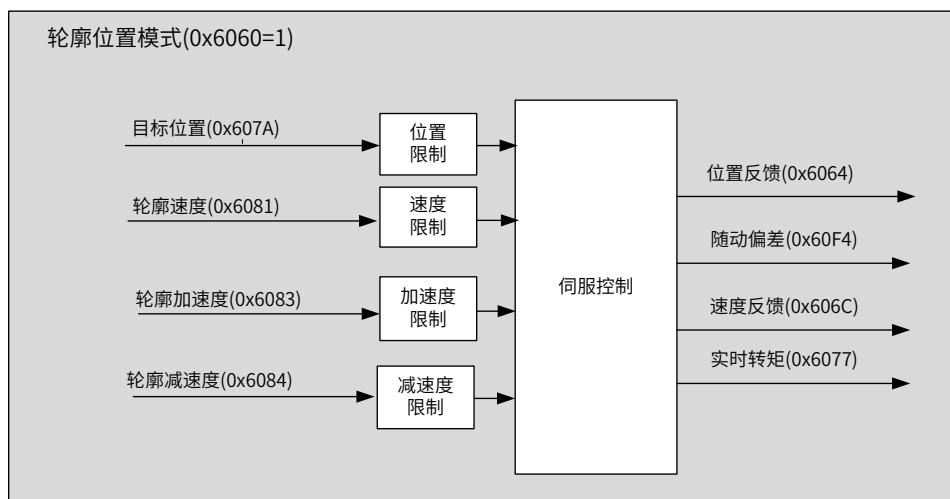 轮廓位置模式(0x6060=1)
目标位置(0x607A)
位置
限制
轮廓速度(0x6081)
速度
限制
轮廓加速度(0x6083)
加速度
限制
轮廓减速度(0x6084)
减速度
限制
伺服控制
位置反馈(0x6064)
随动偏差(0x60F4)
速度反馈(0x606C)
实时转矩(0x6077)